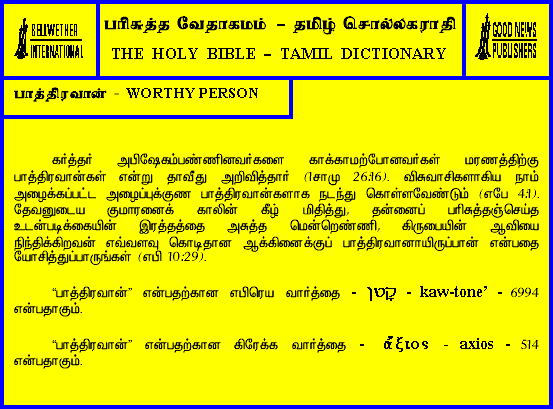 BELLWETHER
INTERNATIONAL
பரிசுத்த வேதாகமம் – தமிழ் சொல்லகராதி
THE HOLY BIBLE – TAMIL DICTIONARY
GOOD NEWS
PUBLISHERS
பாத்திரவான் - WORTHY PERSON
கர்த்தர் அபிஷேகம்பண்ணினவர்களை காக்காமற்போனவர்கள் மரணத்திற்கு
பாத்திரவான்கள் என்று தாவீது அறிவித்தார் (1சாமு 26:16). விசுவாசிகளாகிய நாம்
அழைக்கப்பட்ட அழைப்புக்குண பாத்திரவான்களாக நடந்து கொள்ளவேண்டும் (எபே 4:1).
தேவனுடைய குமாரனைக் காலின் கீழ் மிதித்து, தன்னைப் பரிசுத்தஞ்செய்த
உடன்படிக்கையின் இரத்தத்தை அசுத்த மென்றெண்ணி, கிருபையின் ஆவியை
நிந்திக்கிறவன் எவ்வளவு கொடிதான ஆக்கினைக்குப் பாத்திரவானாயிருப்பான் என்பதை
யோசித்துப்பாருங்கள் (எபி 10:29).
“பாத்திரவான்” என்பதற்கான எபிரெய வார்த்தை - קָטֹן - kaw-tone’ - 6994
என்பதாகும்.
“பாத்திரவான்” என்பதற்கான கிரேக்க வார்த்தை - ἄξιος - axios - 514
என்பதாகும்.